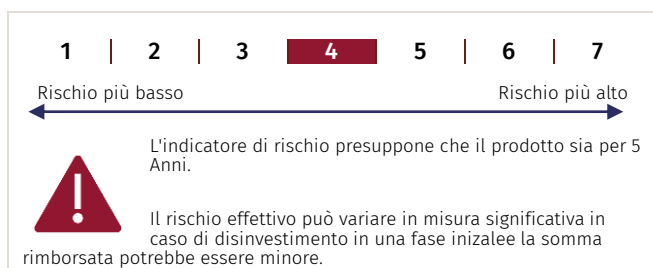 1 2 3 4 5 6 7
Rischio più basso Rischio più alto
L'indicatore di rischio presuppone che il prodotto sia per 5
Anni.
Il rischio effettivo può variare in misura significativa in
caso di disinvestimento in una fase inizalee la somma
rimborsata potrebbe essere minore.